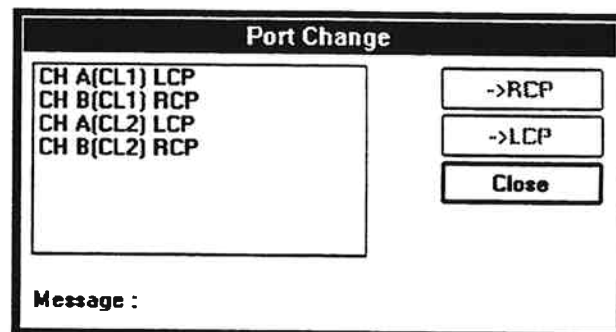 Port Change
CH A(CL1) LCP
CH B(CL1) RCP
CH A(CL2) LCP
CH B(CL2) RCP
->RCP
->LCP
Close
Message :